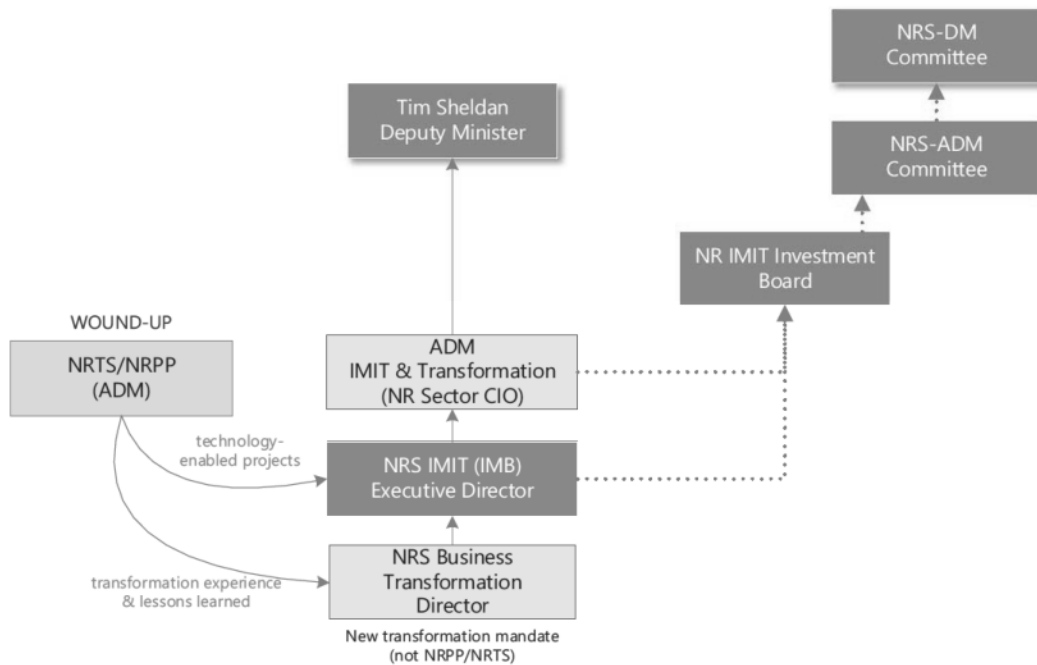 NRS-DM
Committee
Tim Sheldan
Deputy Minister
NRS-ADM
Committee
NR IMIT Investment
Board
WOUND-UP
NRTS/NRPP
(ADM)
ADM
IMIT & Transformation
(NR Sector CIO)
technology-
enabled projects
NRS IMIT (IMB)
Executive Director
transformation experience
& lessons learned
NRS Business
Transformation
Director
New transformation mandate
(not NRPP/NRTS)